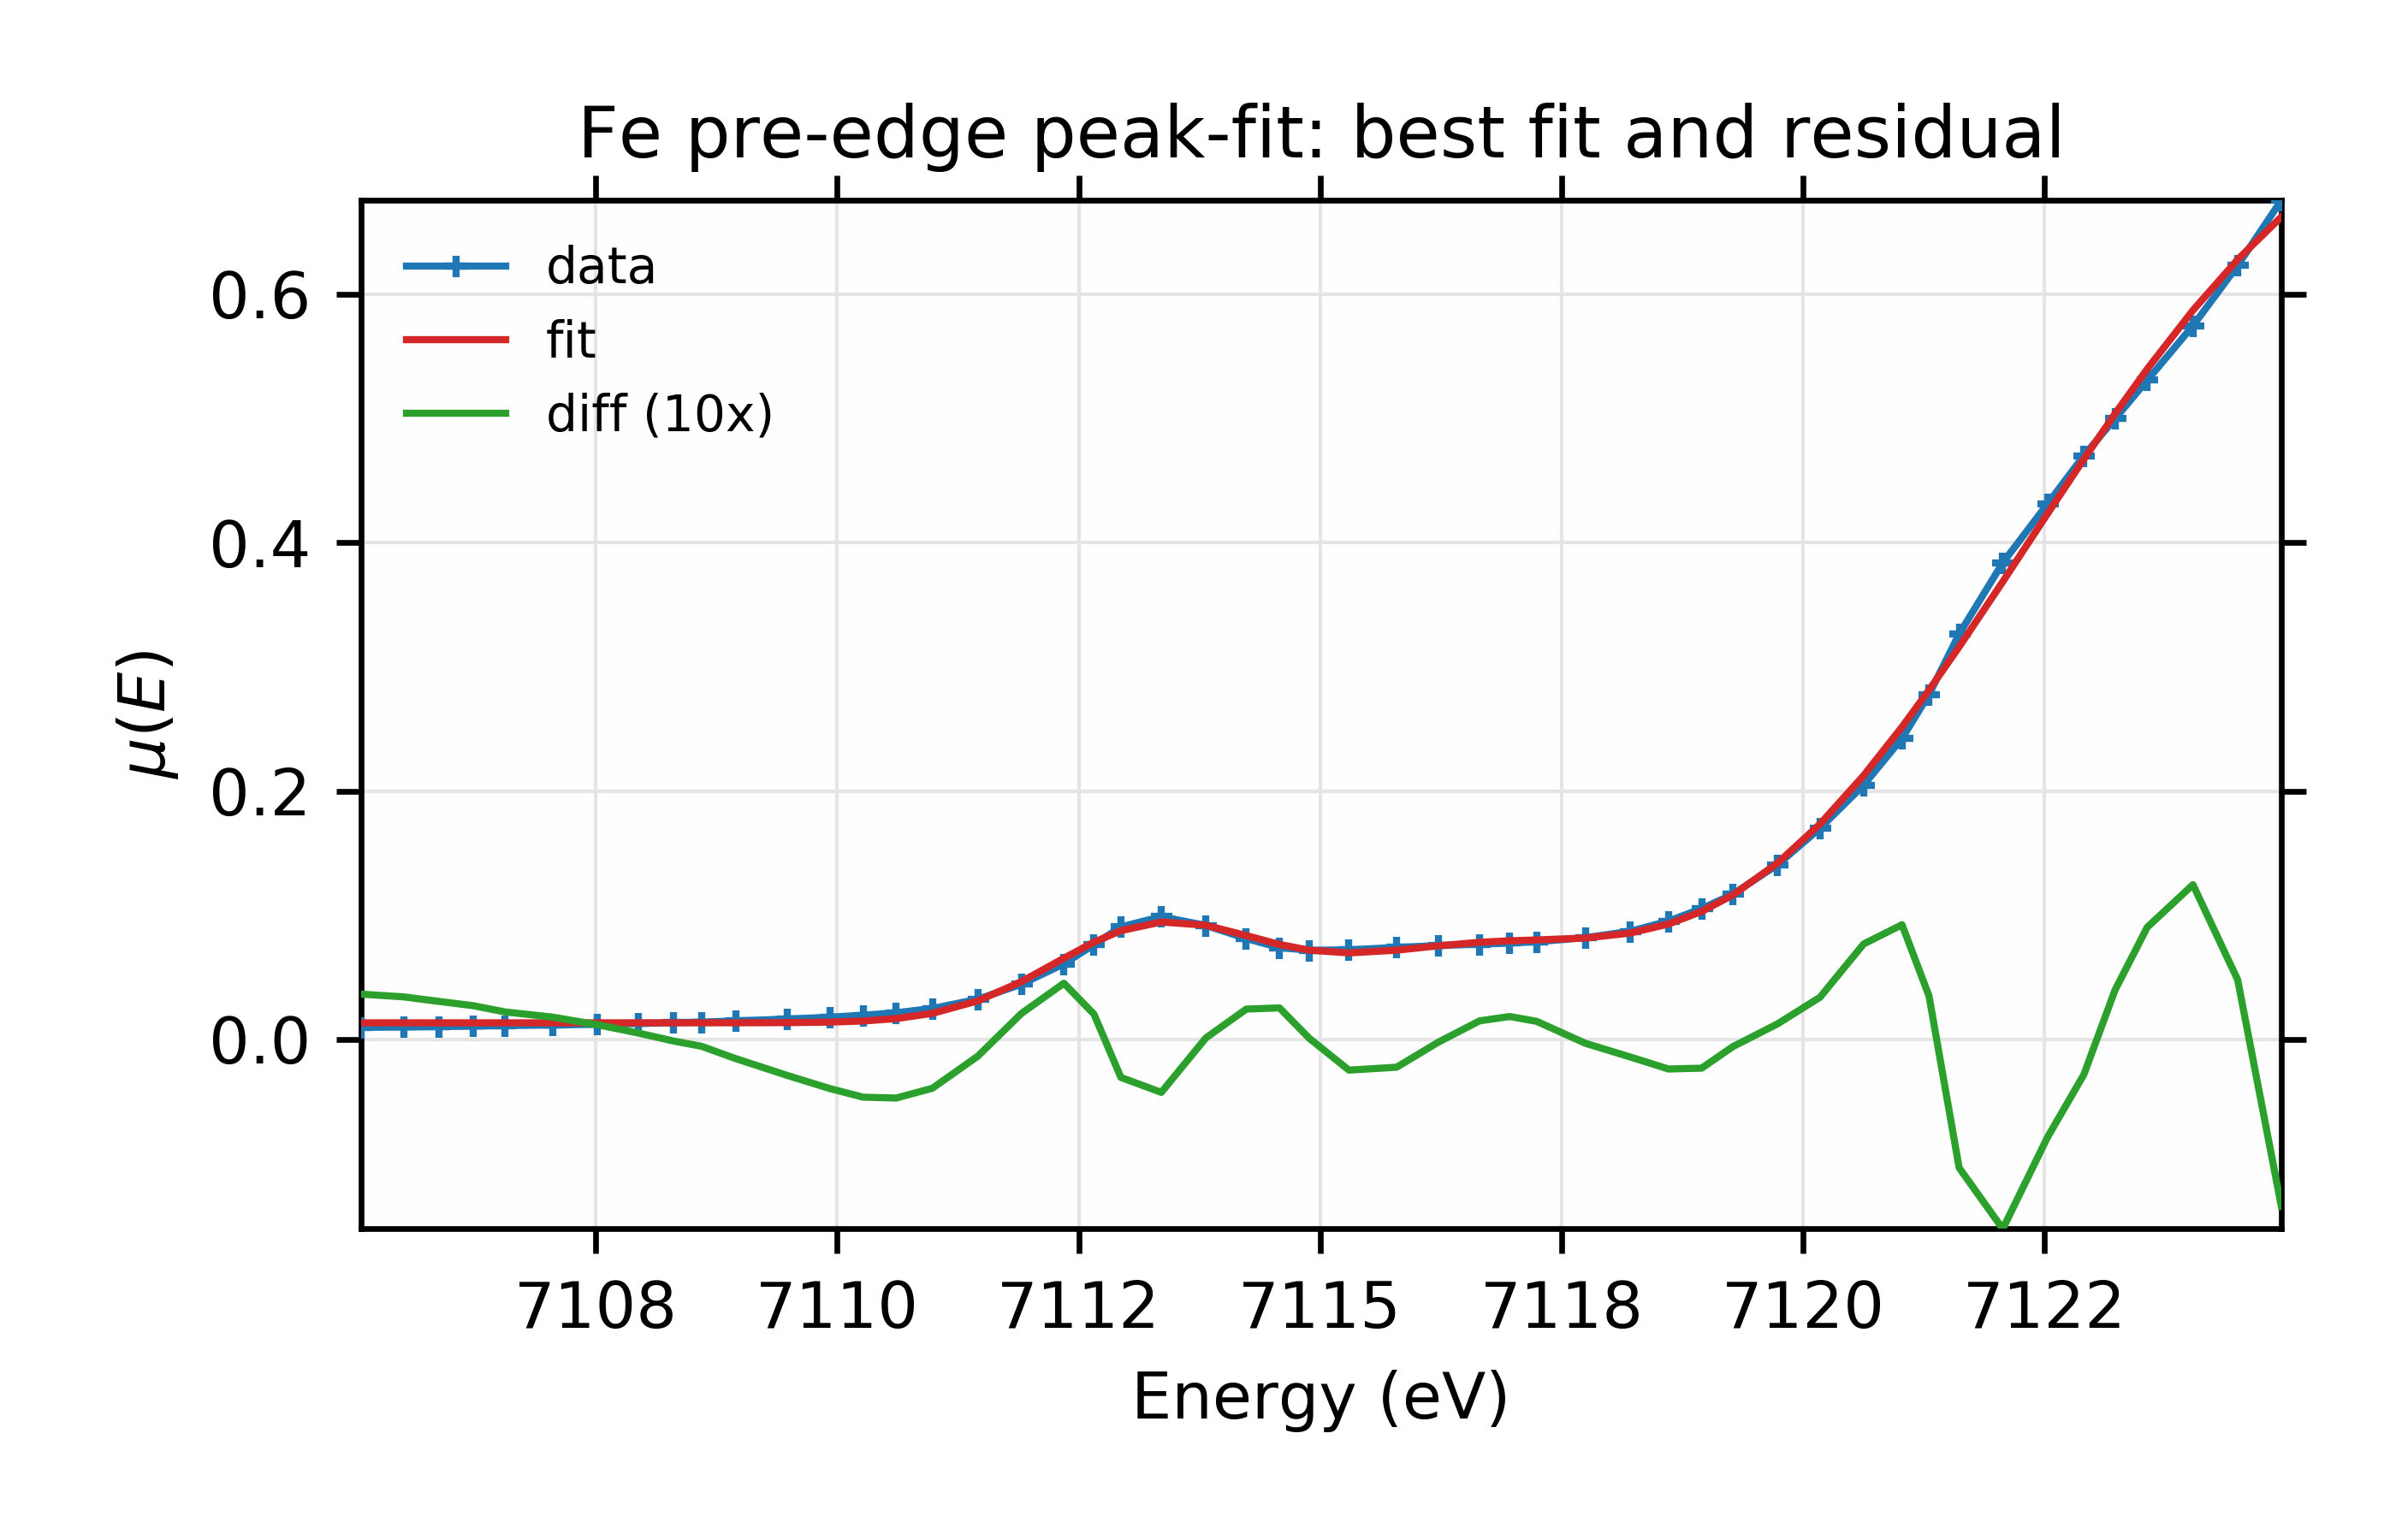 Fe pre-edge peak-fit: best fit and residual
data
fit
diff (10x)
0.6
0.4
0.2
0.0
μ(E)
7108 7110 7112 7115 7118 7120 7122
Energy (eV)